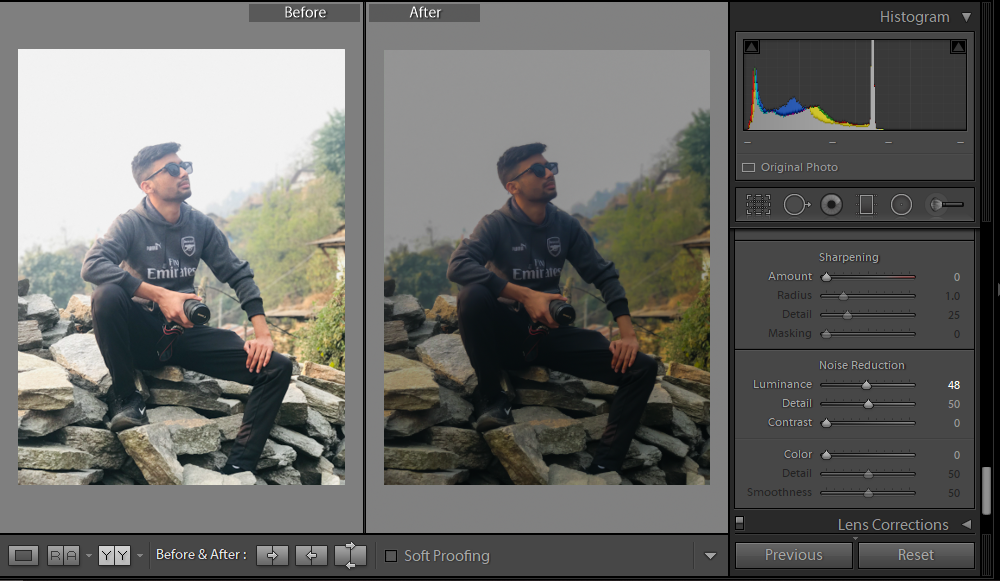 Before
After
Histogram
Original Photo
Sharpening
Amount 0
Radius 1.0
Detail 25
Masking 0
Noise Reduction
Luminance 48
Detail 50
Contrast 0
Color 0
Detail 50
Smoothness 50
Lens Corrections
Previous
Reset
R A
Y Y
Before & After :
Soft Proofing
Fly
Emirates
Fly
Emirates